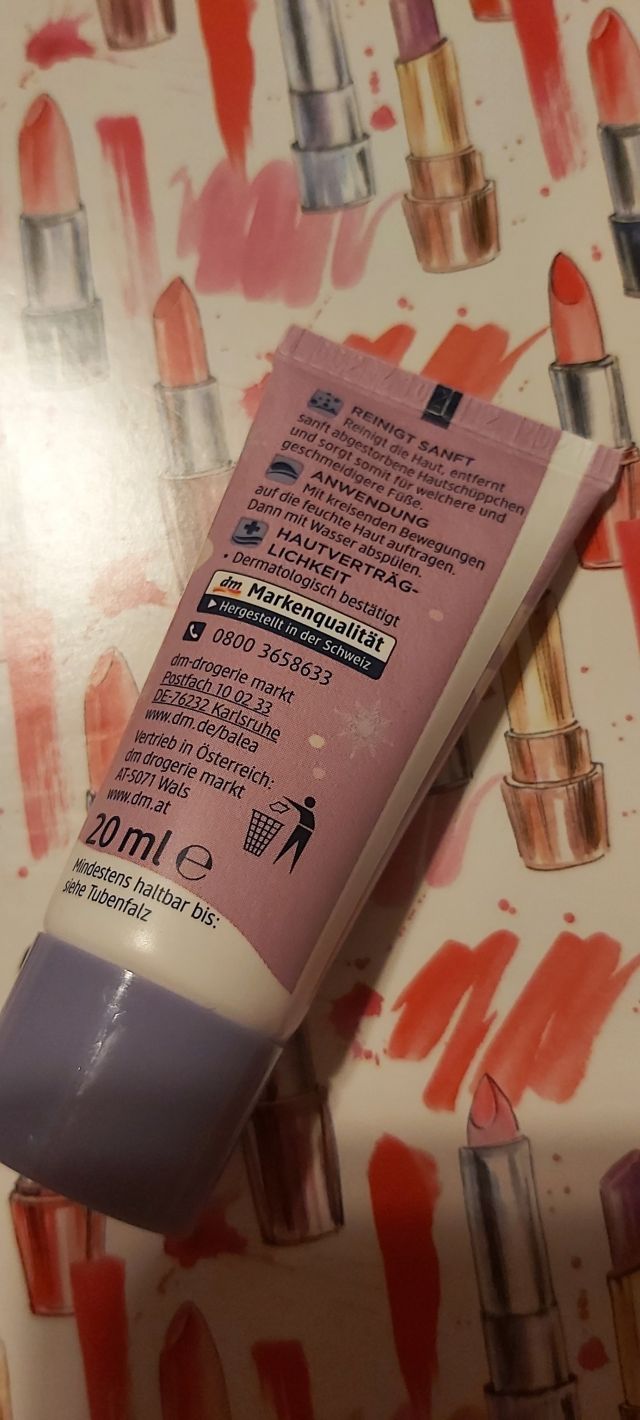 REINIGT SANFT
Reinigt die Haut, entfernt
sanft abgestorbene Hautschüppchen
und sorgt somit für weichere und
geschmeidigere Füße.
ANWENDUNG
Mit kreisenden Bewegungen
auf die feuchte Haut auftragen.
Dann mit Wasser abspülen.
HAUTVERTRÄG-
LICHKEIT
• Dermatologisch bestätigt
dm Markenqualität
▶ Hergestellt in der Schweiz
0800 3658633
dm-drogerie markt
Postfach 10 02 33
DE-76232 Karlsruhe
www.dm.de/balea
Vertrieb in Österreich:
dm drogerie markt
AT-5071 Wals
www.dm.at
20 ml ℮
Mindestens haltbar bis:
siehe Tubenfalz